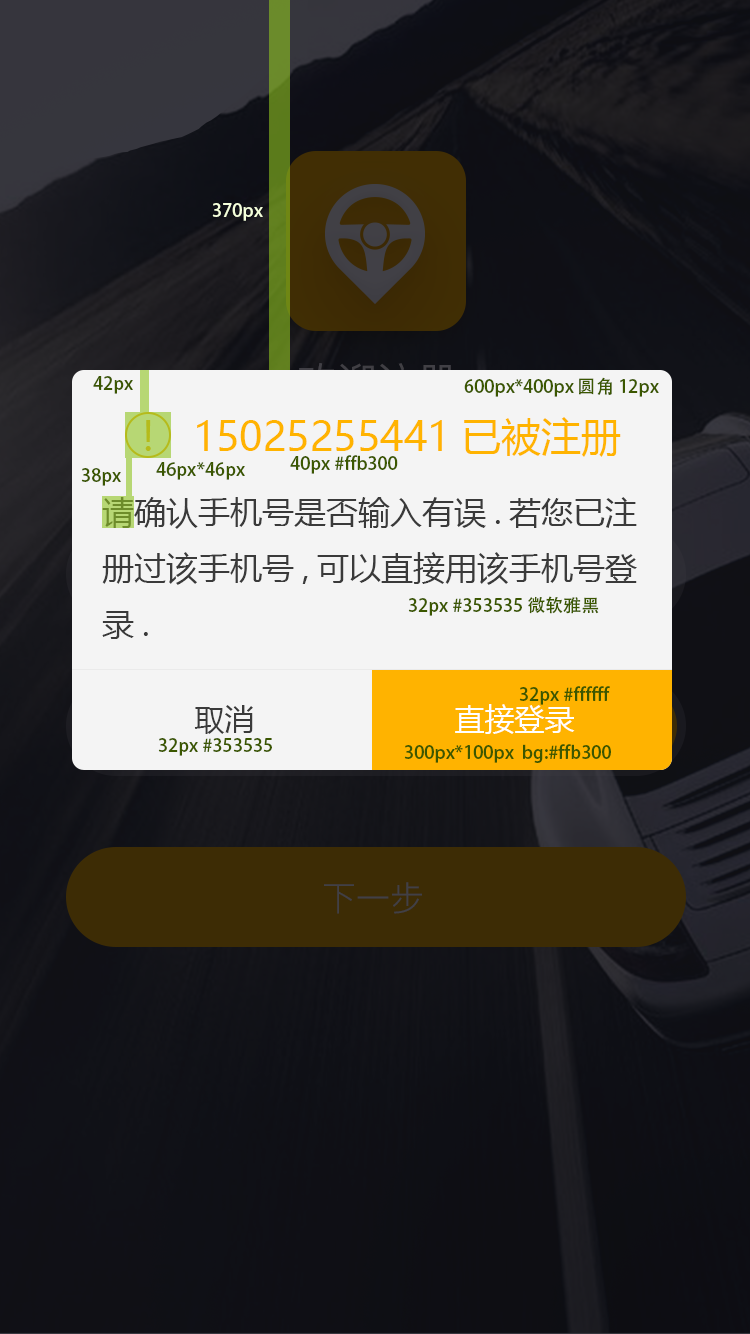 370px
42px
600px*400px 圆角 12px
! 15025255441 已被注册
46px*46px
40px #ffb300
38px
请确认手机号是否输入有误 . 若您已注
册过该手机号 , 可以直接用该手机号登
录 .
32px #353535 微软雅黑
32px #ffffff
取消
直接登录
32px #353535
300px*100px bg:#ffb300
下一步